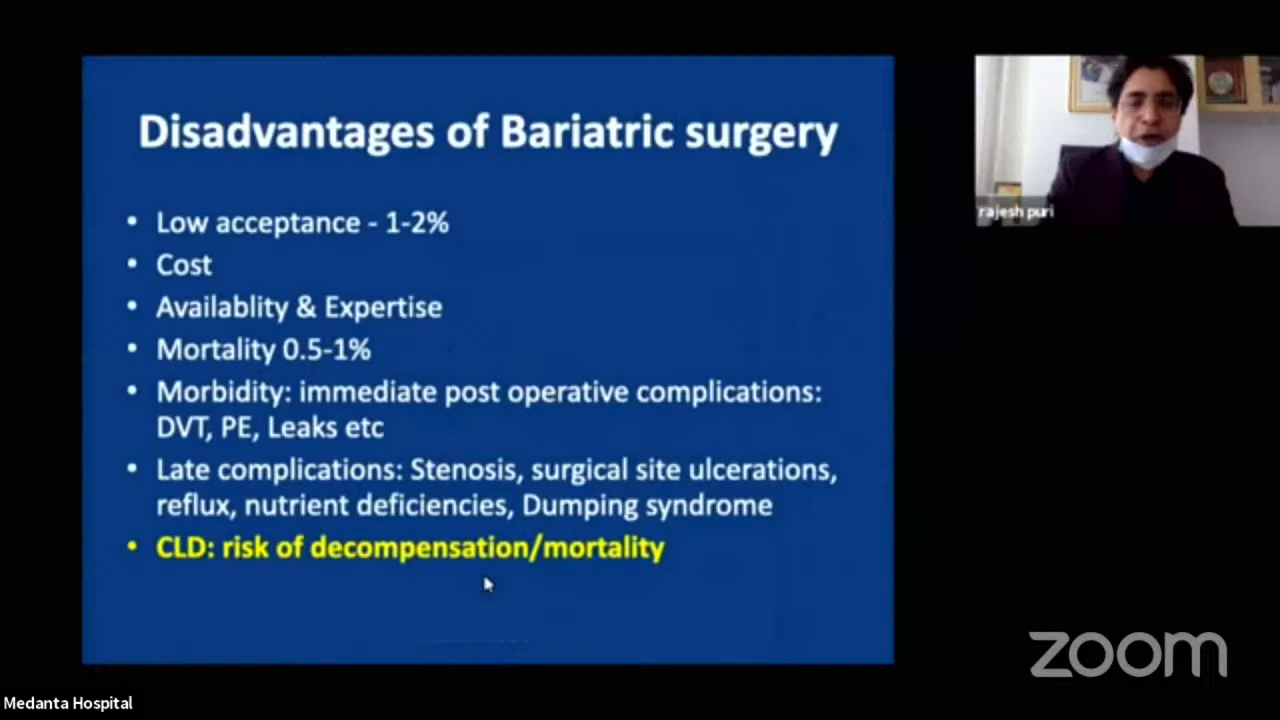 Disadvantages of Bariatric surgery
• Low acceptance - 1-2%
• Cost
• Availablity & Expertise
• Mortality 0.5-1%
• Morbidity: immediate post operative complications:
DVT, PE, Leaks etc
• Late complications: Stenosis, surgical site ulcerations,
reflux, nutrient deficiencies, Dumping syndrome
• CLD: risk of decompensation/mortality
rajesh puri
zoom
Medanta Hospital